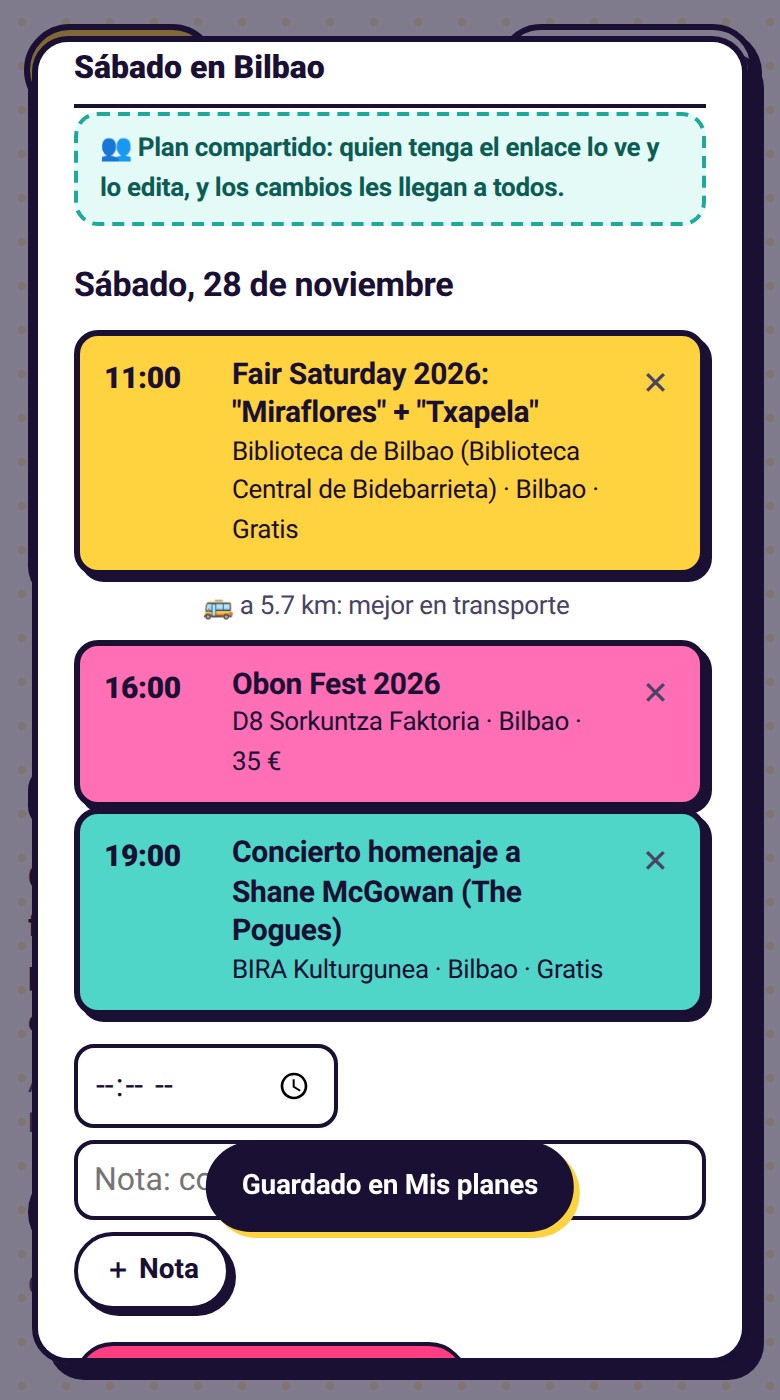 Sábado en Bilbao
👥 Plan compartido: quien tenga el enlace lo ve y
lo edita, y los cambios les llegan a todos.
Sábado, 28 de noviembre
11:00
Fair Saturday 2026:
"Miraflores" + "Txapela"
Biblioteca de Bilbao (Biblioteca
Central de Bidebarrieta) · Bilbao ·
Gratis
✕
🚌 a 5.7 km: mejor en transporte
16:00
Obon Fest 2026
D8 Sorkuntza Faktoria · Bilbao ·
35 €
✕
19:00
Concierto homenaje a
Shane McGowan (The
Pogues)
BIRA Kulturgunea · Bilbao · Gratis
✕
--:-- --
Nota:
Guardado en Mis planes
+ Nota